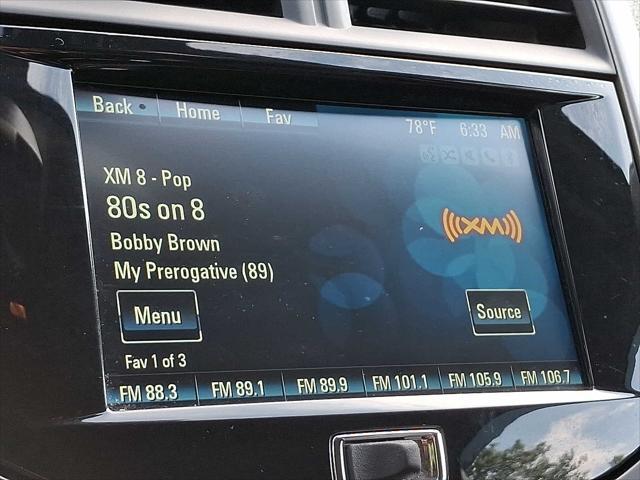 Back Home Fav 78°F 6:33 AM
XM 8 - Pop
80s on 8
Bobby Brown
My Prerogative (89)
XM
Menu Source
Fav 1 of 3
FM 88.3 FM 89.1 FM 89.9 FM 101.1 FM 105.9 FM 106.7